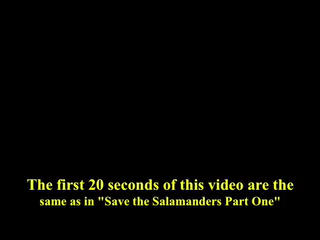 The first 20 seconds of this video are the
same as in "Save the Salamanders Part One"